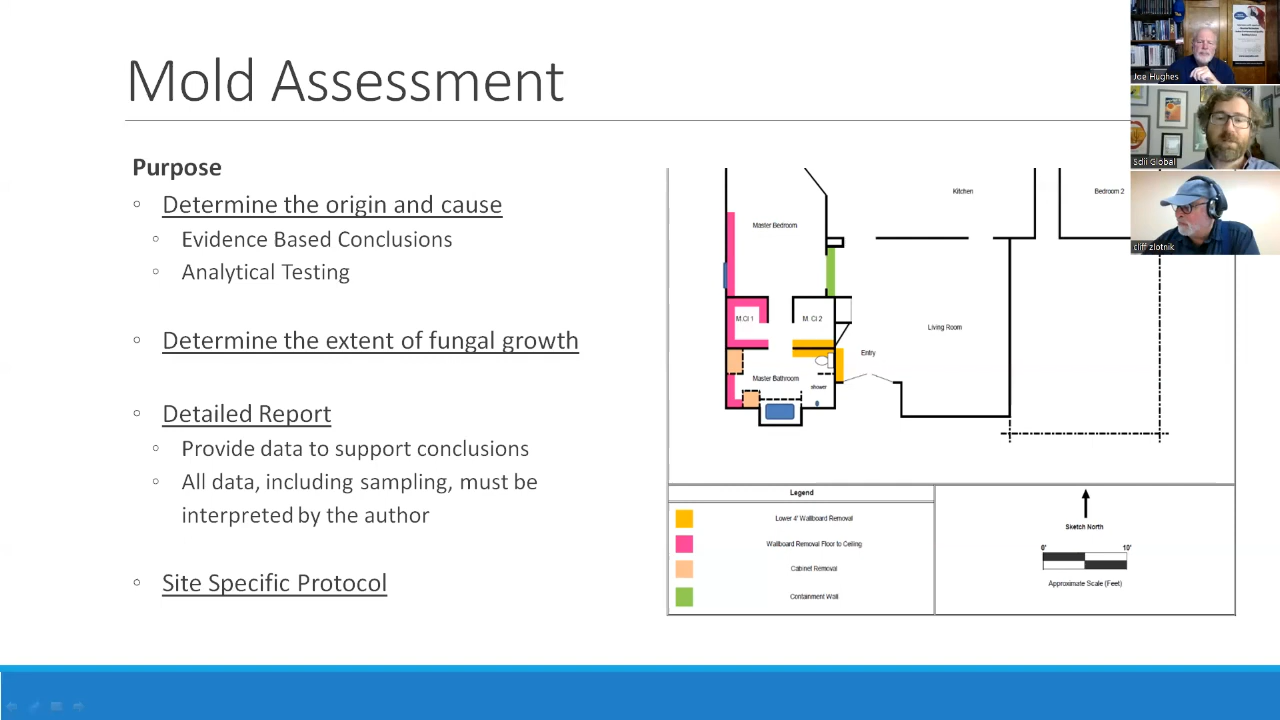 Mold Assessment
Purpose
Determine the origin and cause
Evidence Based Conclusions
Analytical Testing
Determine the extent of fungal growth
Detailed Report
Provide data to support conclusions
All data, including sampling, must be
interpreted by the author
Site Specific Protocol
Kitchen
Bedroom 2
Master Bedroom
M.Cl 1
M. Cl 2
Living Room
Entry
Master Bathroom
shower
Legend
Lower 4' Wallboard Removal
Wallboard Removal Floor to Ceiling
Cabinet Removal
Containment Wall
Sketch North
0' 10'
Approximate Scale (Feet)
Joe Hughes
Sdii Global
cliff zlotnik